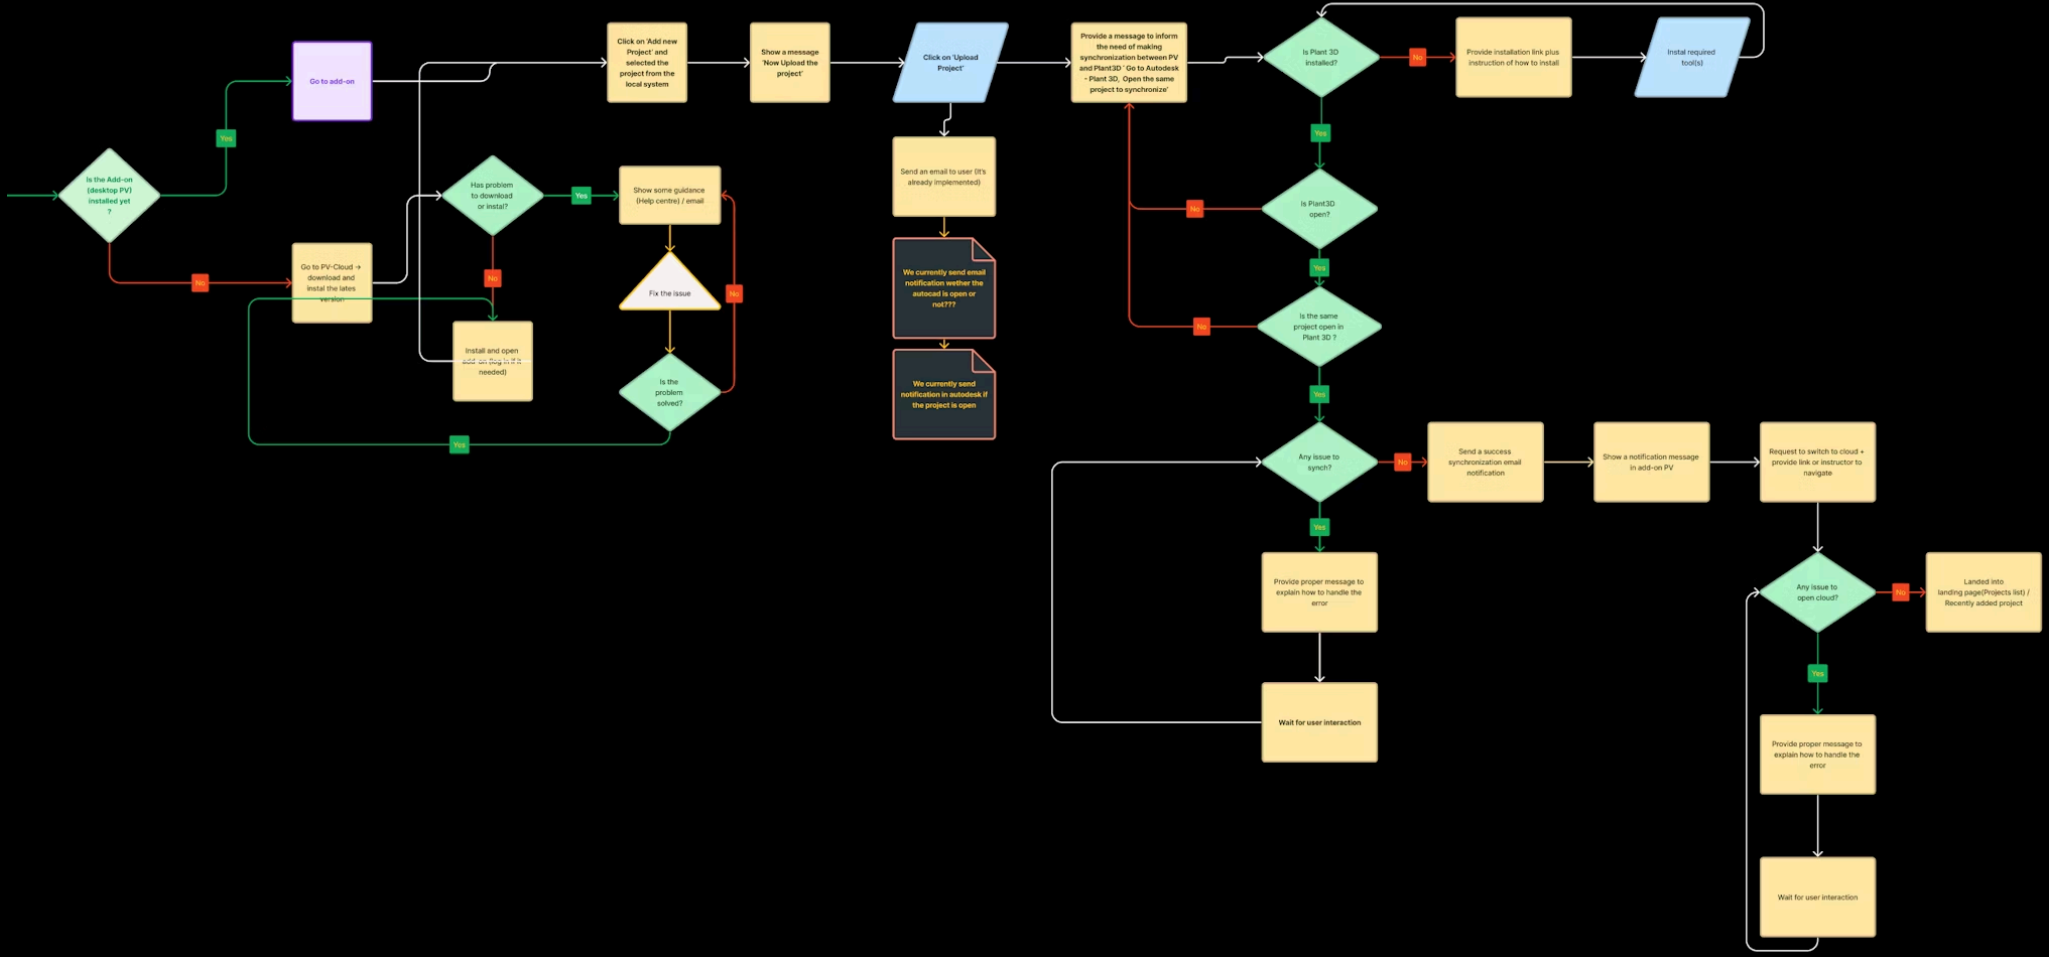 Is the Add-on
(desktop PV)
installed yet
?
Yes
No
Go to add-on
Go to PV-Cloud →
download and
instal the lates
version
Has problem
to download
or instal?
Yes
No
Install and open
add-on (log in if it
needed)
Show some guidance
(Help centre) / email
Fix the issue
Is the
problem
solved?
No
Yes
Click on 'Add new
Project' and
selected the
project from the
local system
Show a message
'Now Upload the
project'
Click on 'Upload
Project'
Send an email to user (it's
already implemented)
We currently send email
notification wether the
autocad is open or
not???
We currently send
notification in autodesk if
the project is open
Provide a message to inform
the need of making
synchronization between PV
and Plant3D ' Go to Autodesk
- Plant 3D, Open the same
project to synchronize'
Is Plant 3D
installed?
No
Provide installation link plus
instruction of how to install
Instal required
tool(s)
Yes
Is Plant3D
open?
No
Yes
Is the same
project open in
Plant 3D ?
No
Yes
Any issue to
synch?
No
Send a success
synchronization email
notification
Show a notification message
in add-on PV
Request to switch to cloud +
provide link or instructor to
navigate
Yes
Provide proper message to
explain how to handle the
error
Wait for user interaction
Any issue to
open cloud?
No
Landed into
landing page(Projects list) /
Recently added project
Yes
Provide proper message to
explain how to handle the
error
Wait for user interaction